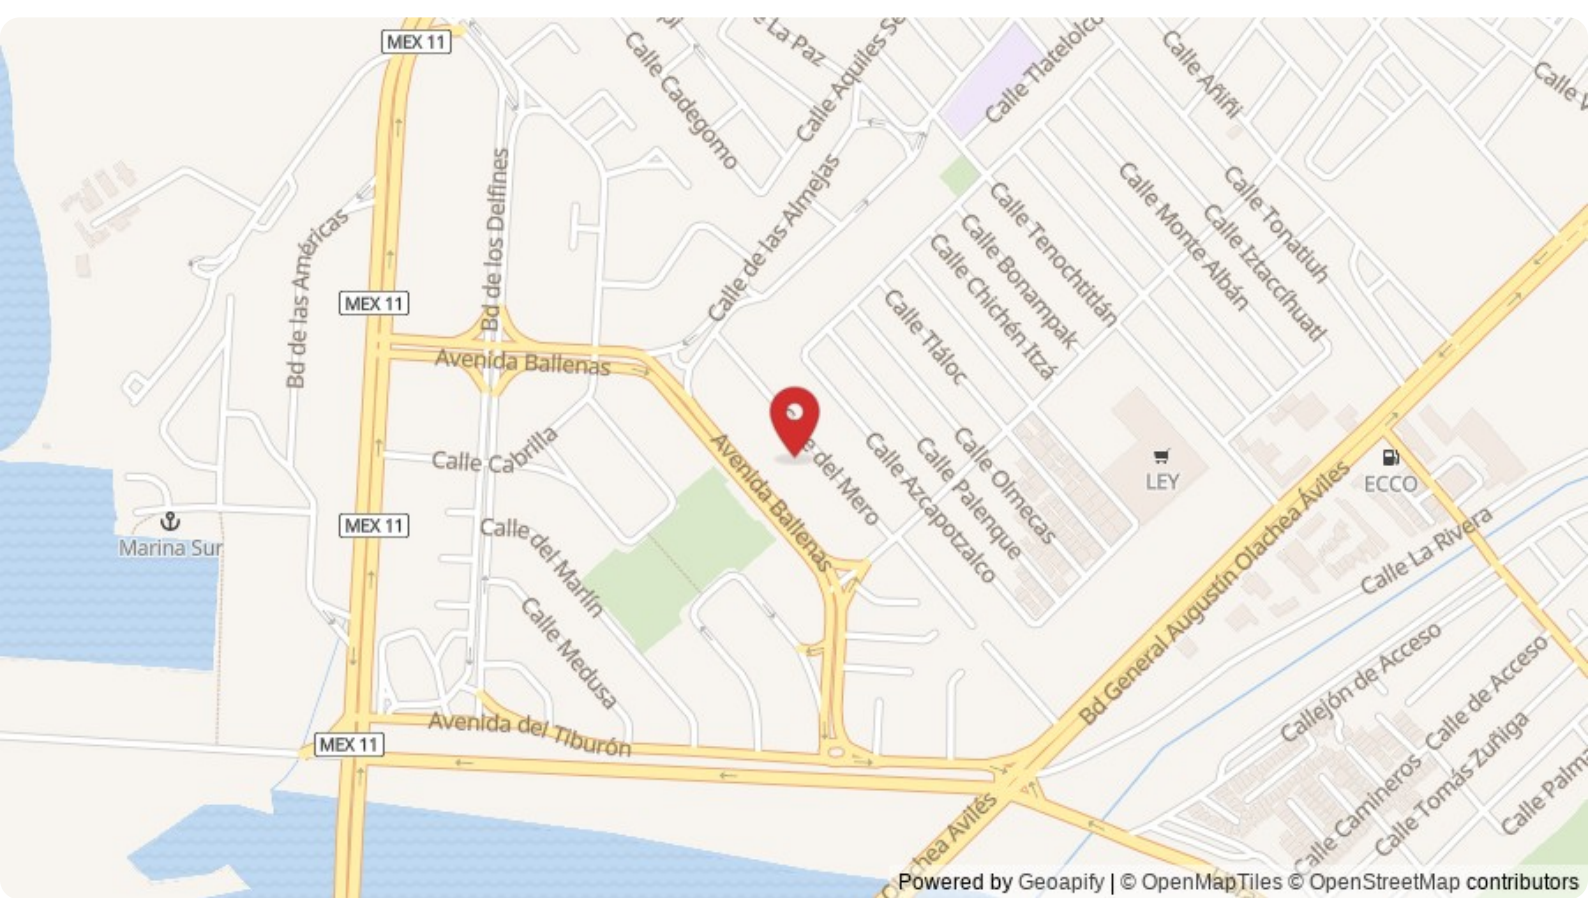 MEX 11
La Paz
Calle Cadegomo
Calle Aquiles Se
Calle Tlatelolco
Calle Añiñi
Calle V
Bd de los Delfines
Calle de las Almejas
Calle Tenochtitlán
Calle Monte Albán
Calle Tonatiuh
Calle Iztaccíhuatl
Calle Bonampak
Calle Chichén Itzá
Calle Tláloc
Bd de las Américas
MEX 11
Avenida Ballenas
Calle Cabrilla
Avenida Ballenas
e del Mero
Calle Azcapotzalco
Calle Palenque
Calle Olmecas
LEY
ECCO
MEX 11
Marina Sur
Calle del Marlín
Calle Medusa
Bd General Augustín Olachea Áviles
Calle La Rivera
Callejón de Acceso
Calle de Acceso
Avenida del Tiburón
MEX 11
Calle Camineros
Calle Tomás Zuñiga
Calle Palma
Olachea Avilés
Powered by Geoapify | © OpenMapTiles © OpenStreetMap contributors